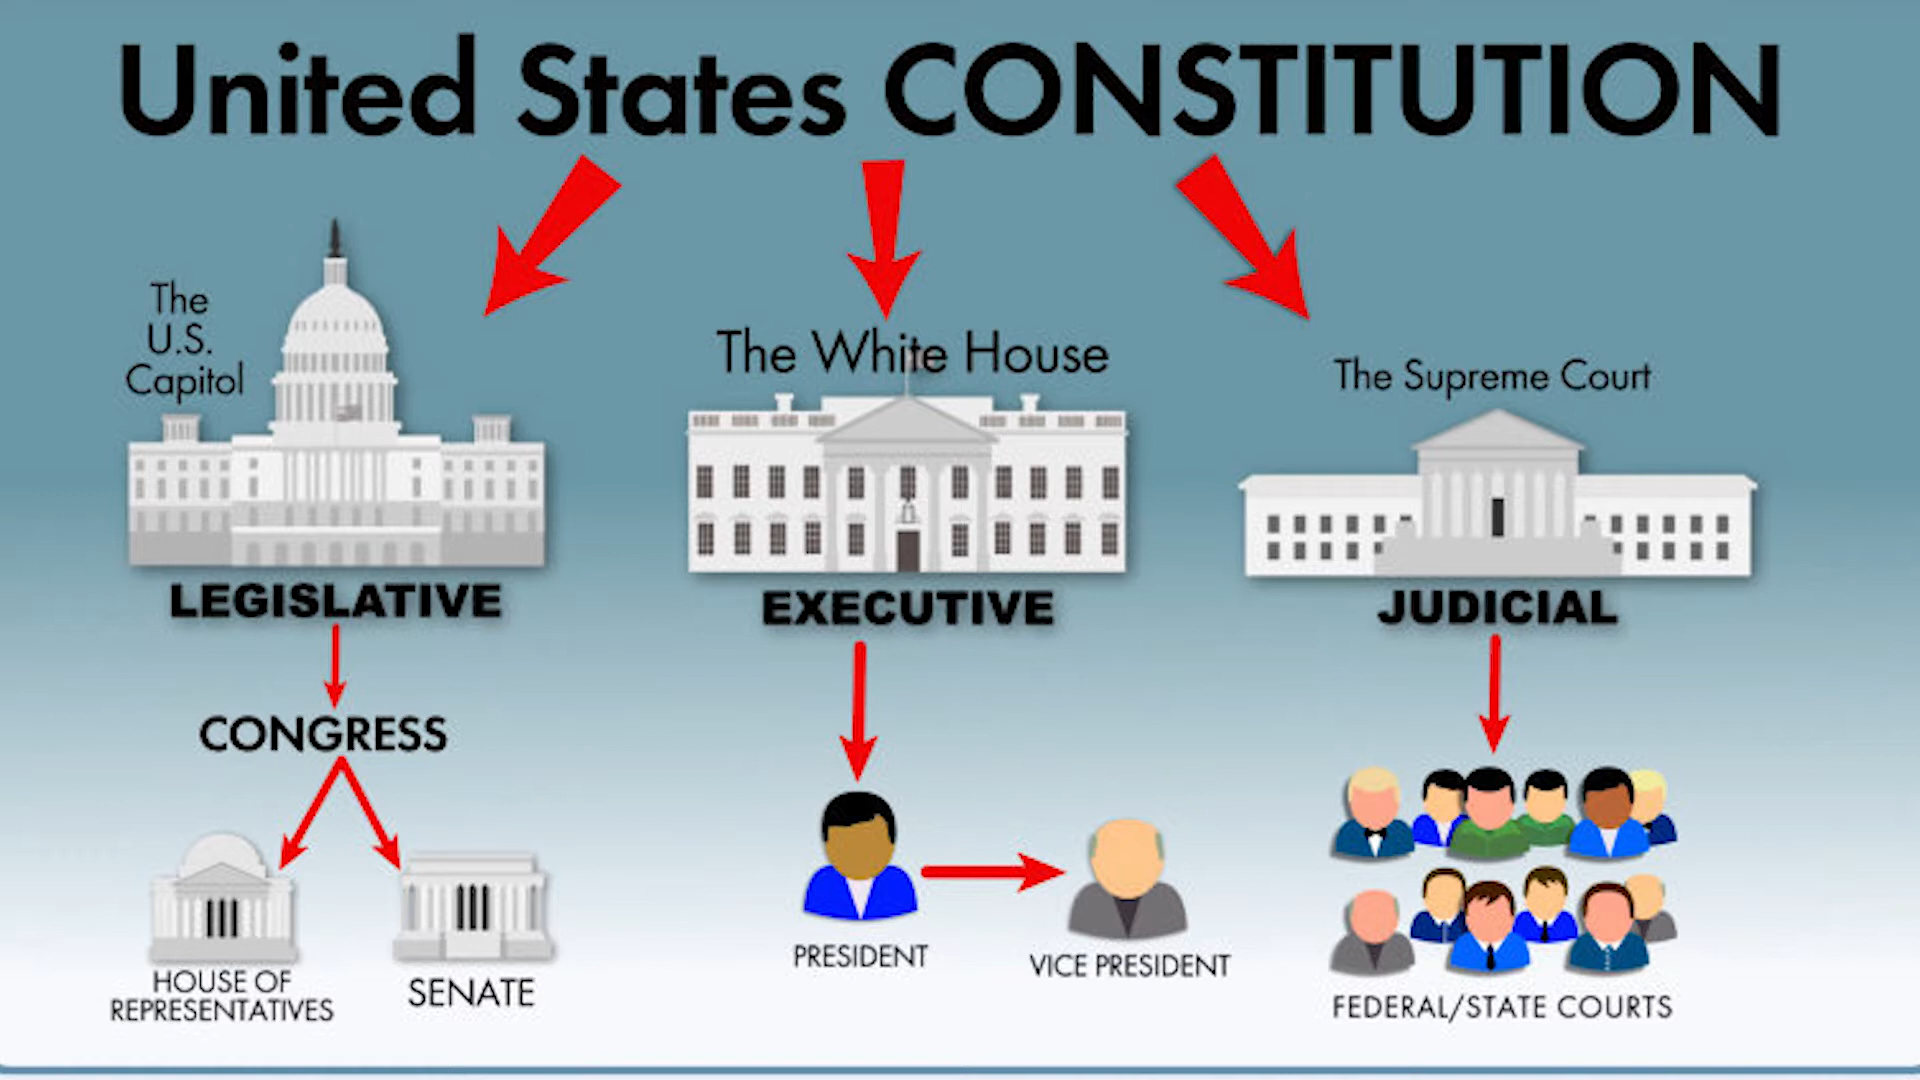 United States CONSTITUTION
The
U.S.
Capitol
The White House
The Supreme Court
LEGISLATIVE
EXECUTIVE
JUDICIAL
CONGRESS
HOUSE OF
REPRESENTATIVES
SENATE
PRESIDENT
VICE PRESIDENT
FEDERAL/STATE COURTS